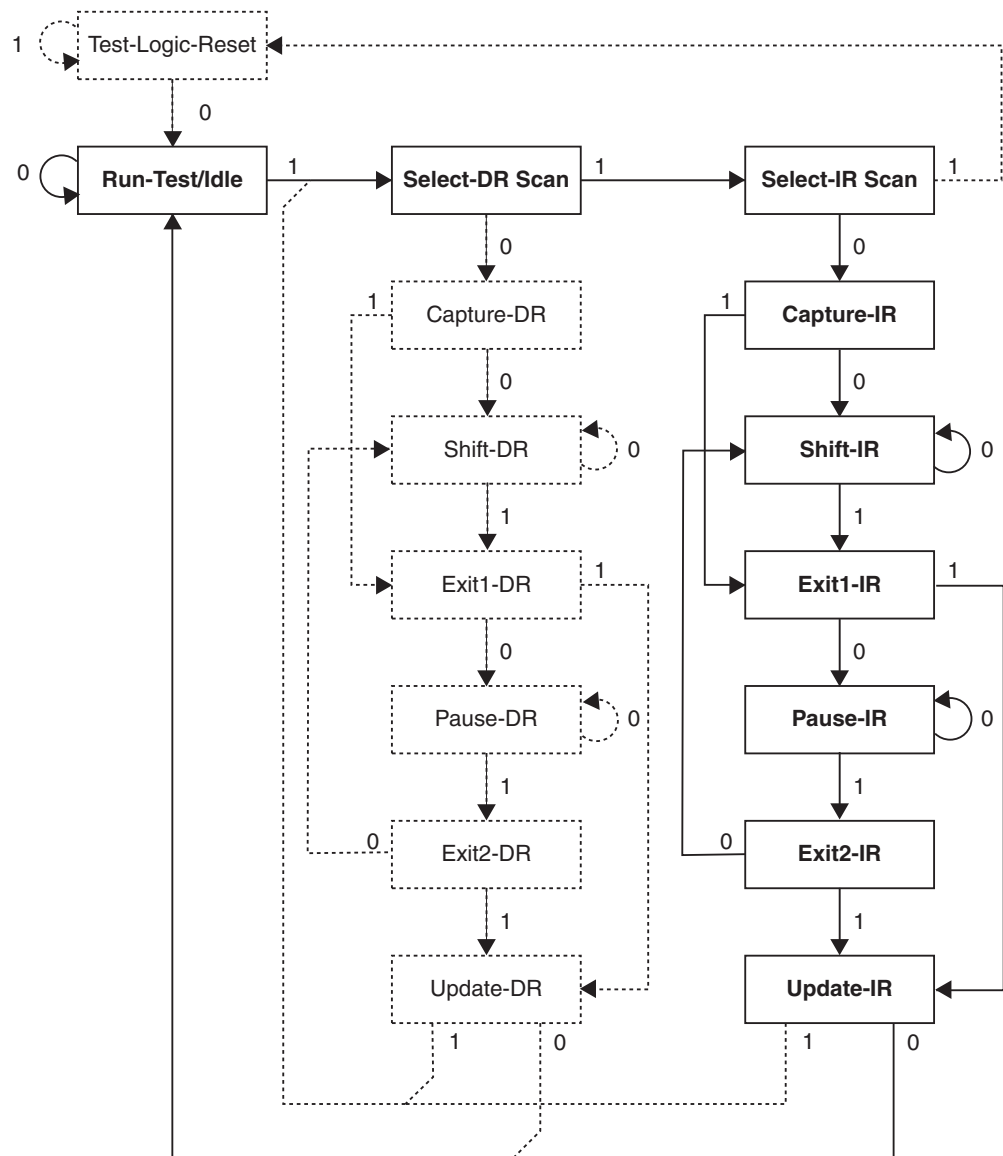 1 Test-Logic-Reset
0
0 Run-Test/Idle 1 Select-DR Scan 1 Select-IR Scan 1
0 0
1 Capture-DR 1 Capture-IR
0 0
Shift-DR 0 Shift-IR 0
1 1
Exit1-DR 1 Exit1-IR 1
0 0
Pause-DR 0 Pause-IR 0
1 1
0 Exit2-DR 0 Exit2-IR
1 1
Update-DR Update-IR
1 0 1 0